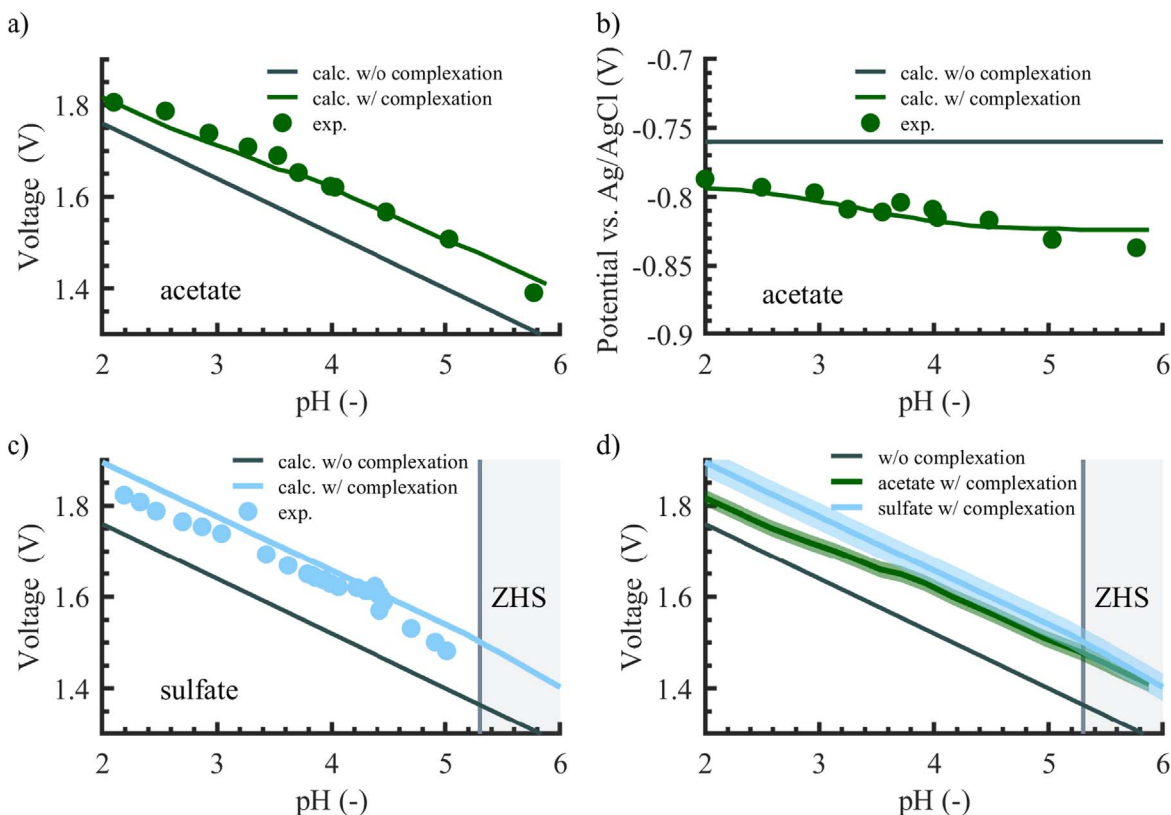 a)
calc. w/o complexation
calc. w/ complexation
exp.
Voltage (V)
1.8
1.6
1.4
acetate
2 3 4 5 6
pH (-)
b)
calc. w/o complexation
calc. w/ complexation
exp.
Potential vs. Ag/AgCl (V)
-0.7
-0.75
-0.8
-0.85
-0.9
acetate
2 3 4 5 6
pH (-)
c)
calc. w/o complexation
calc. w/ complexation
exp.
Voltage (V)
1.8
1.6
1.4
ZHS
sulfate
2 3 4 5 6
pH (-)
d)
w/o complexation
acetate w/ complexation
sulfate w/ complexation
Voltage (V)
1.8
1.6
1.4
ZHS
2 3 4 5 6
pH (-)